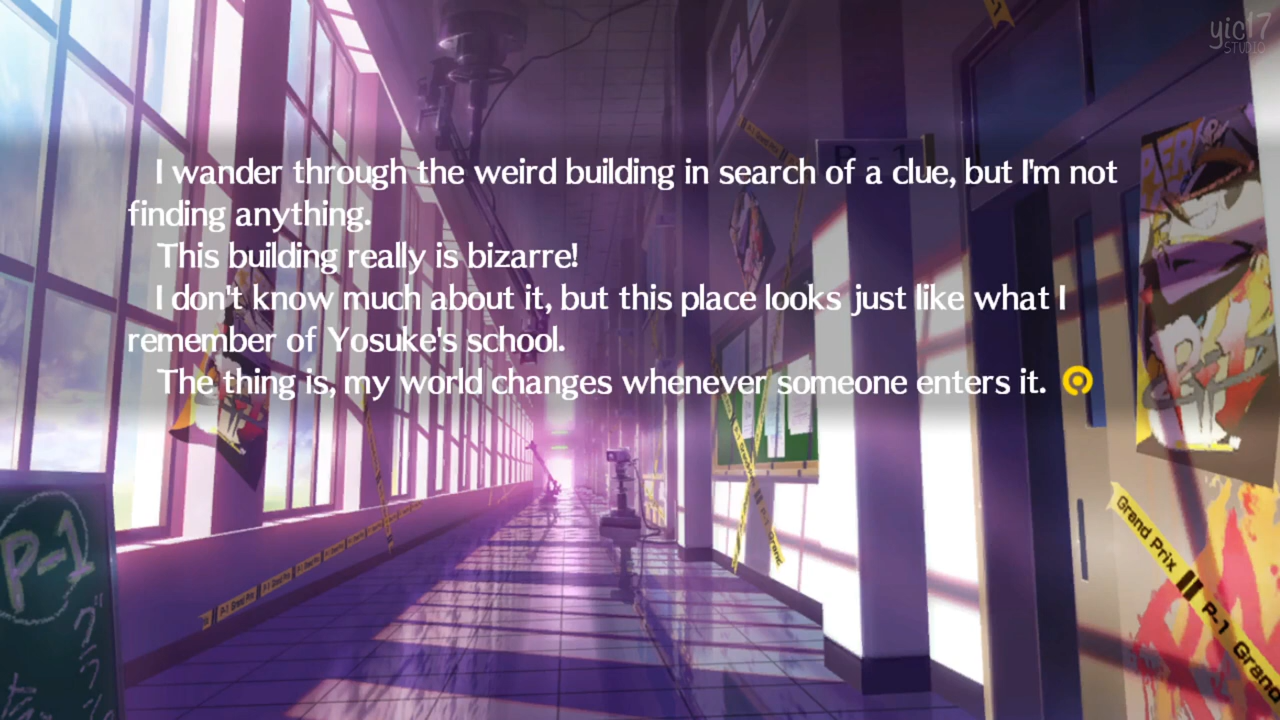 yic17
STUDIO
I wander through the weird building in search of a clue, but I'm not
finding anything.
This building really is bizarre!
I don't know much about it, but this place looks just like what I
remember of Yosuke's school.
The thing is, my world changes whenever someone enters it.
P-1
Grand Prix
P-1 Grand